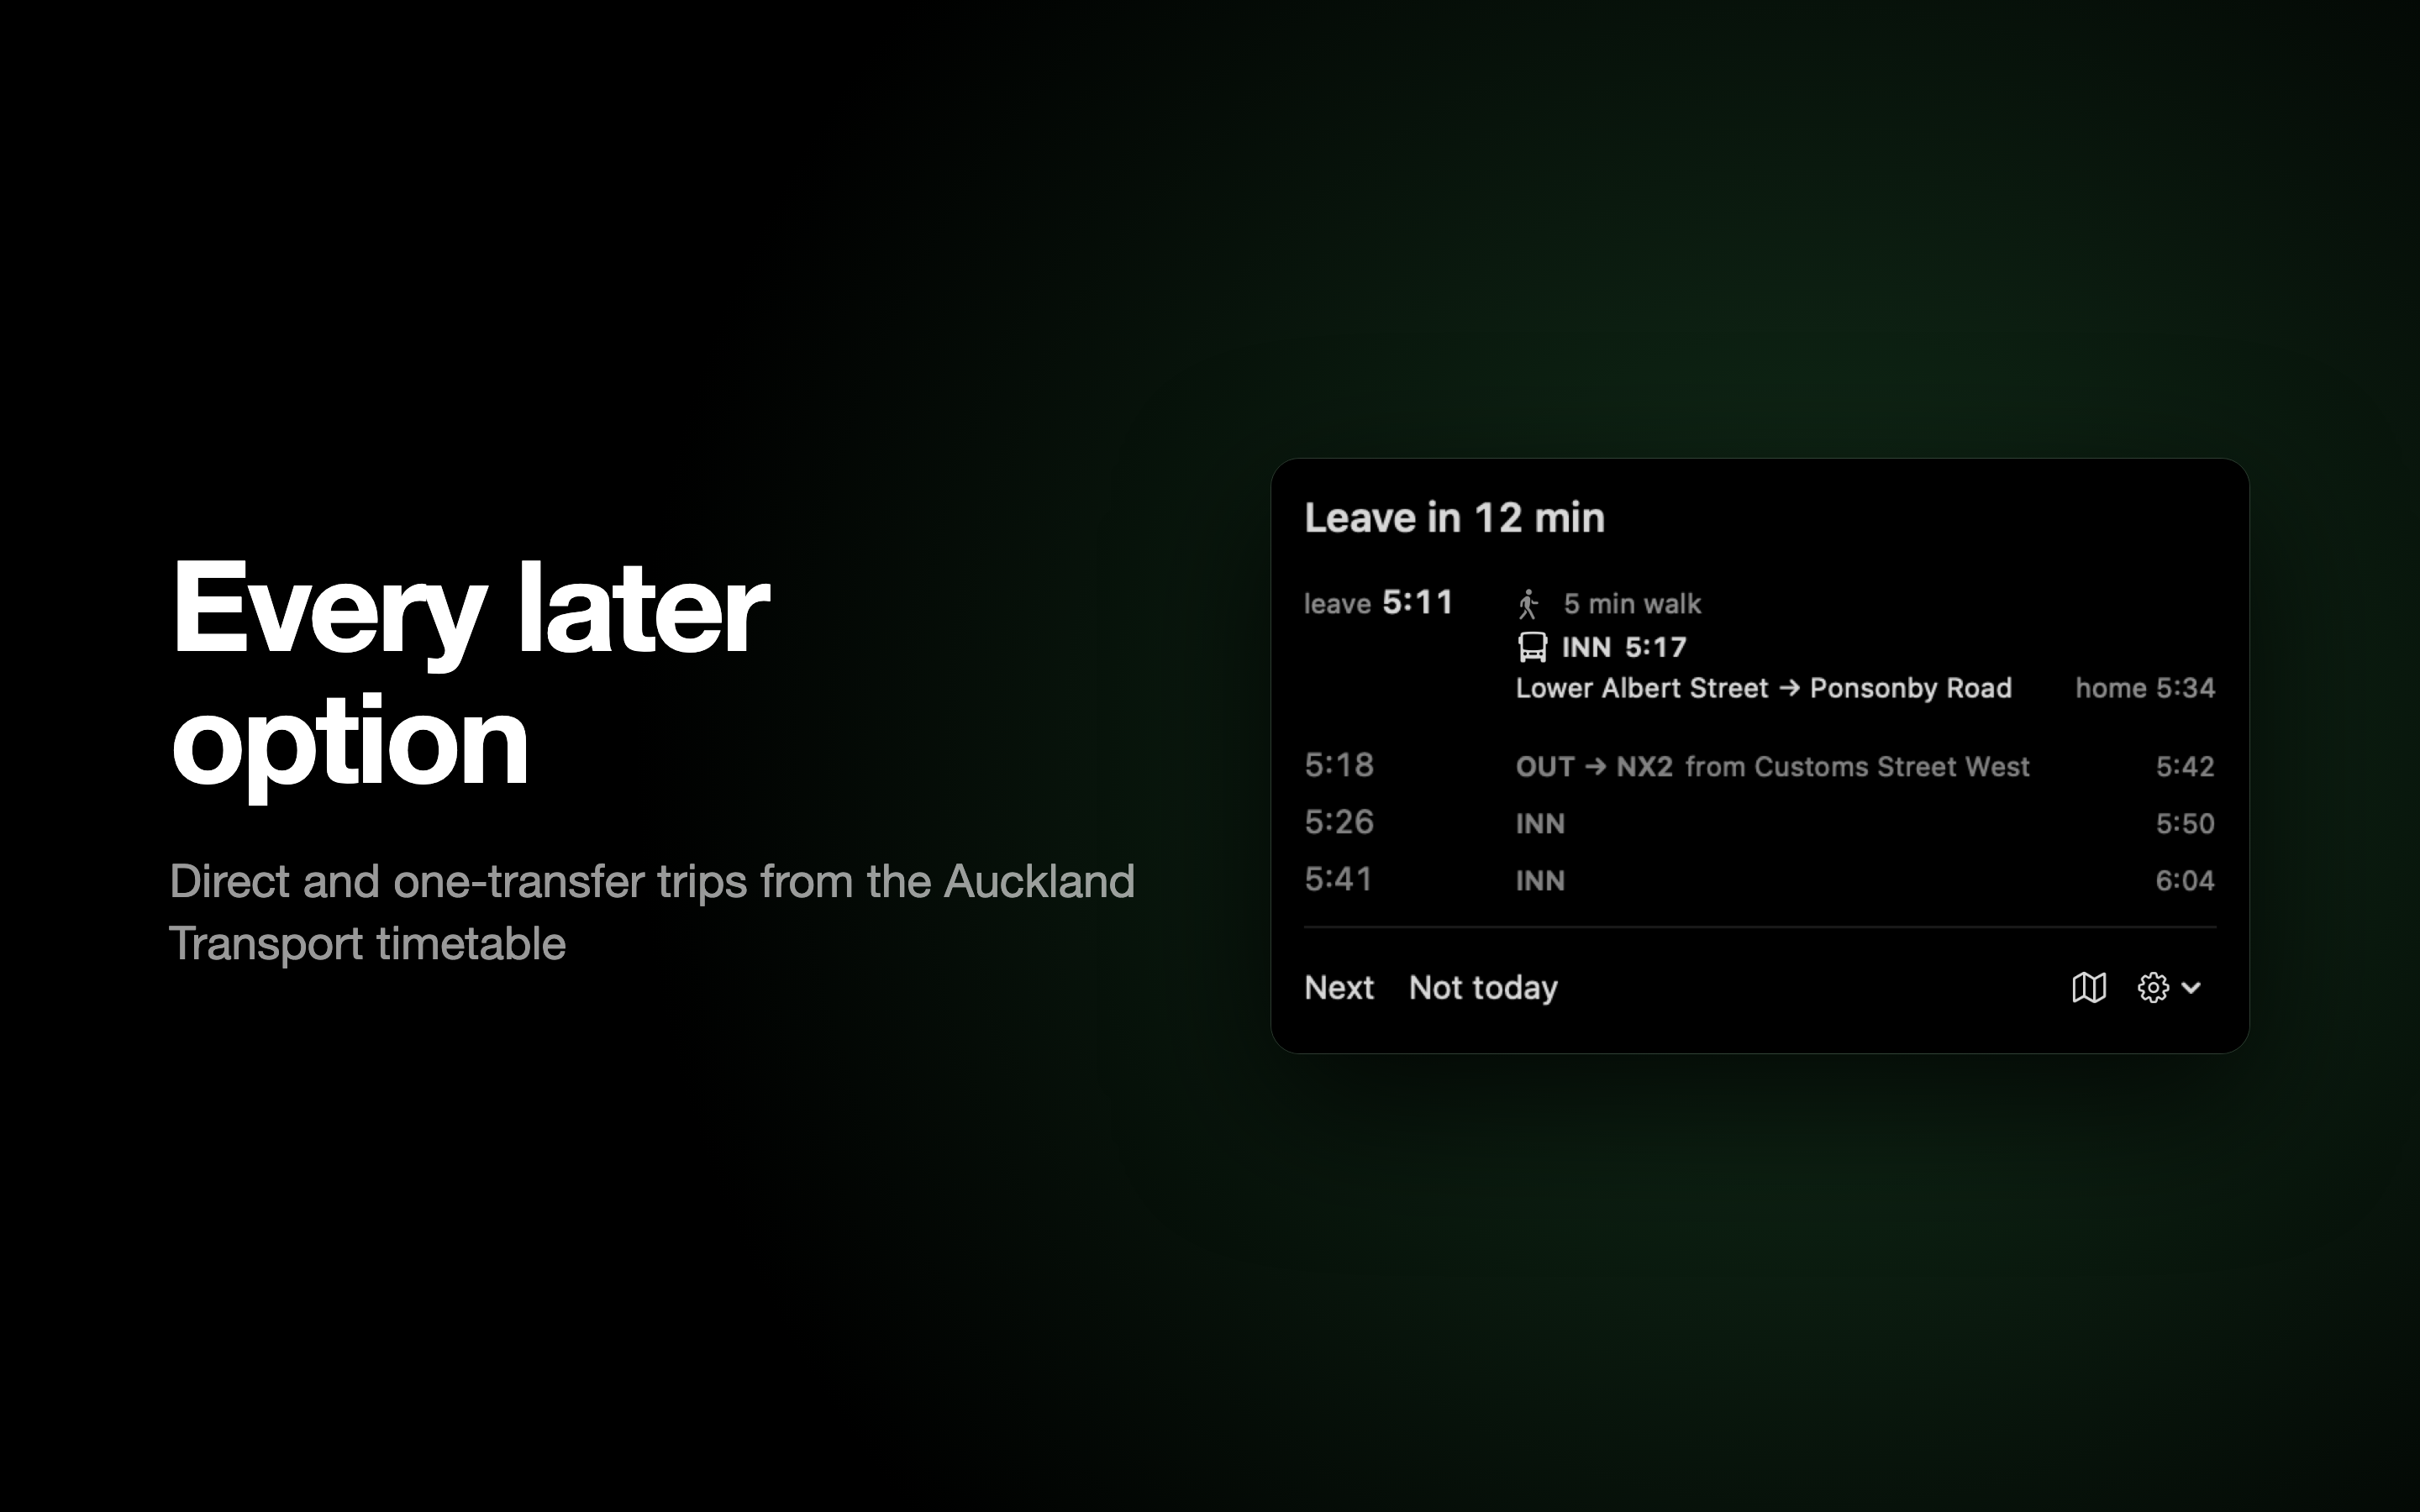 Every later
option
Direct and one-transfer trips from the Auckland
Transport timetable
Leave in 12 min
leave 5:11 5 min walk
INN 5:17
Lower Albert Street → Ponsonby Road home 5:34
5:18 OUT → NX2 from Customs Street West 5:42
5:26 INN 5:50
5:41 INN 6:04
Next Not today